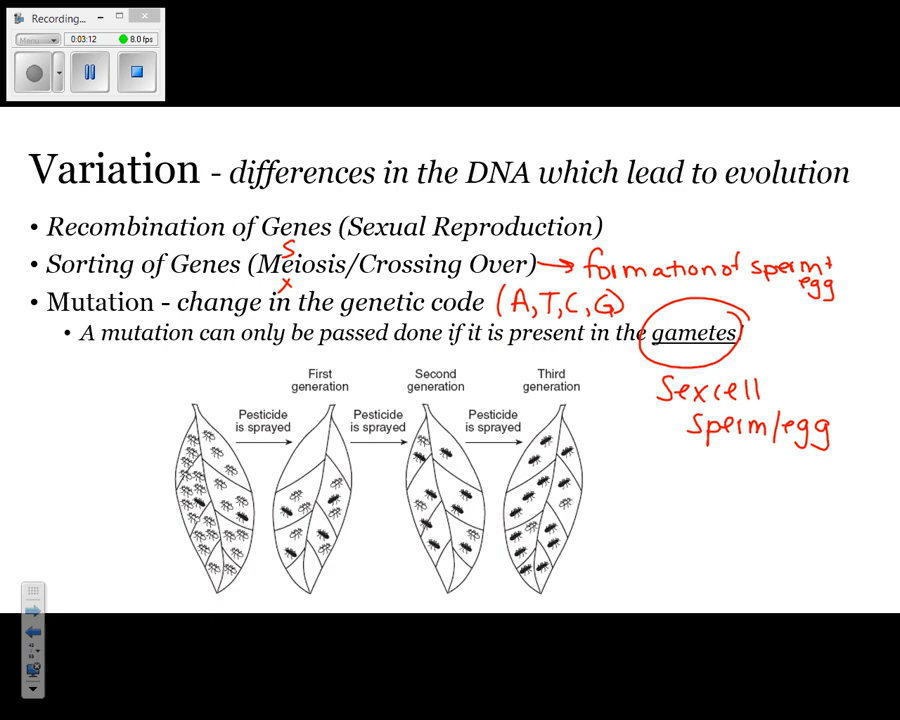 Recording...
Menu
0:03:12
8.0 fps
Variation - differences in the DNA which lead to evolution
• Recombination of Genes (Sexual Reproduction)
S
• Sorting of Genes (Meiosis/Crossing Over) → formation of sperm +
egg
x
• Mutation - change in the genetic code (A,T,C,G)
• A mutation can only be passed done if it is present in the gametes.
Sex cell
Sperm/egg
First
generation
Second
generation
Third
generation
Pesticide
is sprayed
Pesticide
is sprayed
Pesticide
is sprayed